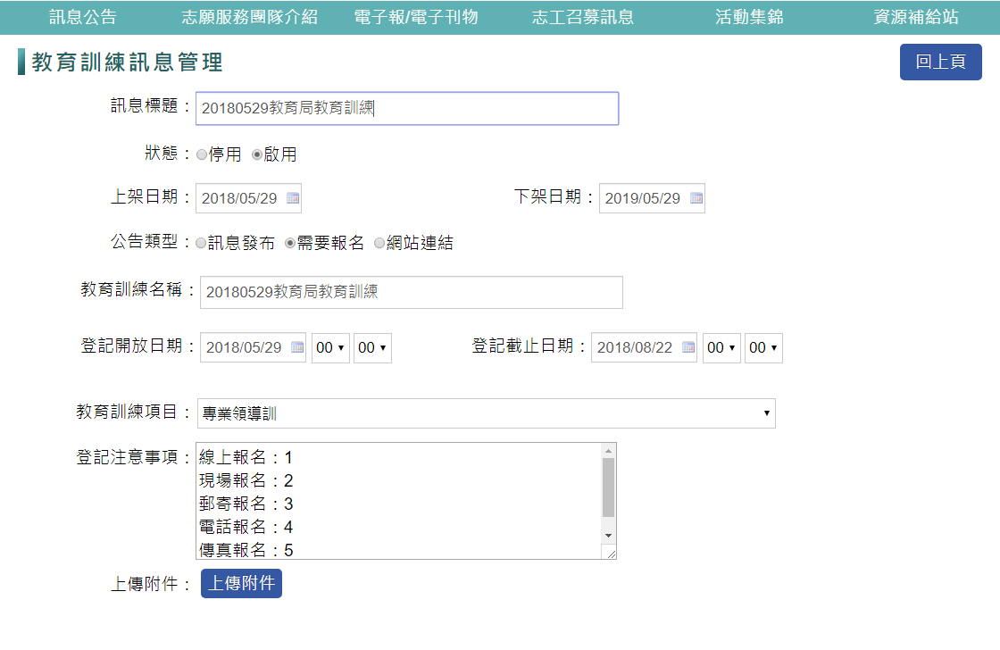 訊息公告 志願服務團隊介紹 電子報/電子刊物 志工召募訊息 活動集錦 資源補給站
教育訓練訊息管理 回上頁
訊息標題： 20180529教育局教育訓練
狀態： 停用 啟用
上架日期： 2018/05/29 下架日期： 2019/05/29
公告類型： 訊息發布 需要報名 網站連結
教育訓練名稱： 20180529教育局教育訓練
登記開放日期： 2018/05/29 00 00 登記截止日期： 2018/08/22 00 00
教育訓練項目： 專業領導訓
登記注意事項： 線上報名：1
現場報名：2
郵寄報名：3
電話報名：4
傳真報名：5
上傳附件： 上傳附件